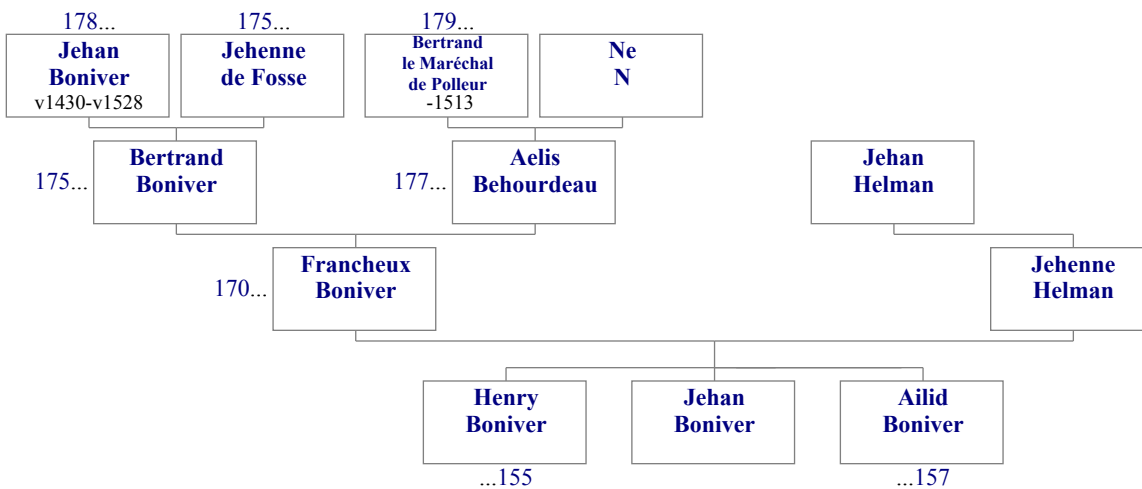 178...
Jehan
Boniver
v1430-v1528
175...
Jehenne
de Fosse
179...
Bertrand
le Maréchal
de Polleur
-1513
Ne
N
175...
Bertrand
Boniver
177...
Aelis
Behourdeau
Jehan
Helman
170...
Francheux
Boniver
Jehenne
Helman
Henry
Boniver
...155
Jehan
Boniver
Ailid
Boniver
...157